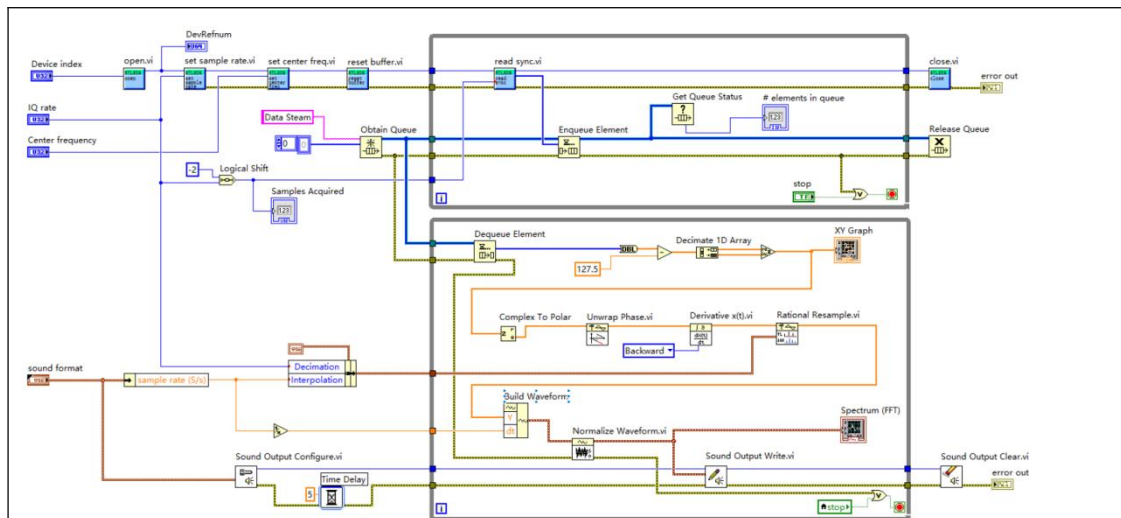 DevRefnum
Device index
open.vi
set sample rate.vi
set center freq.vi
reset buffer.vi
read sync.vi
close.vi
error out
IQ rate
Center frequency
Get Queue Status
# elements in queue
Data Steam
Obtain Queue
Enqueue Element
Release Queue
0
0
-2
Logical Shift
Samples Acquired
stop
i
Dequeue Element
DBL
Decimate 1D Array
XY Graph
127.5
Complex To Polar
Unwrap Phase.vi
Derivative x(t).vi
Rational Resample.vi
Backward
sound format
sample rate (S/s)
Decimation
Interpolation
Build Waveform
Y
dt
Normalize Waveform.vi
Spectrum (FFT)
Sound Output Configure.vi
Time Delay
5
Sound Output Write.vi
Sound Output Clear.vi
error out
stop
i